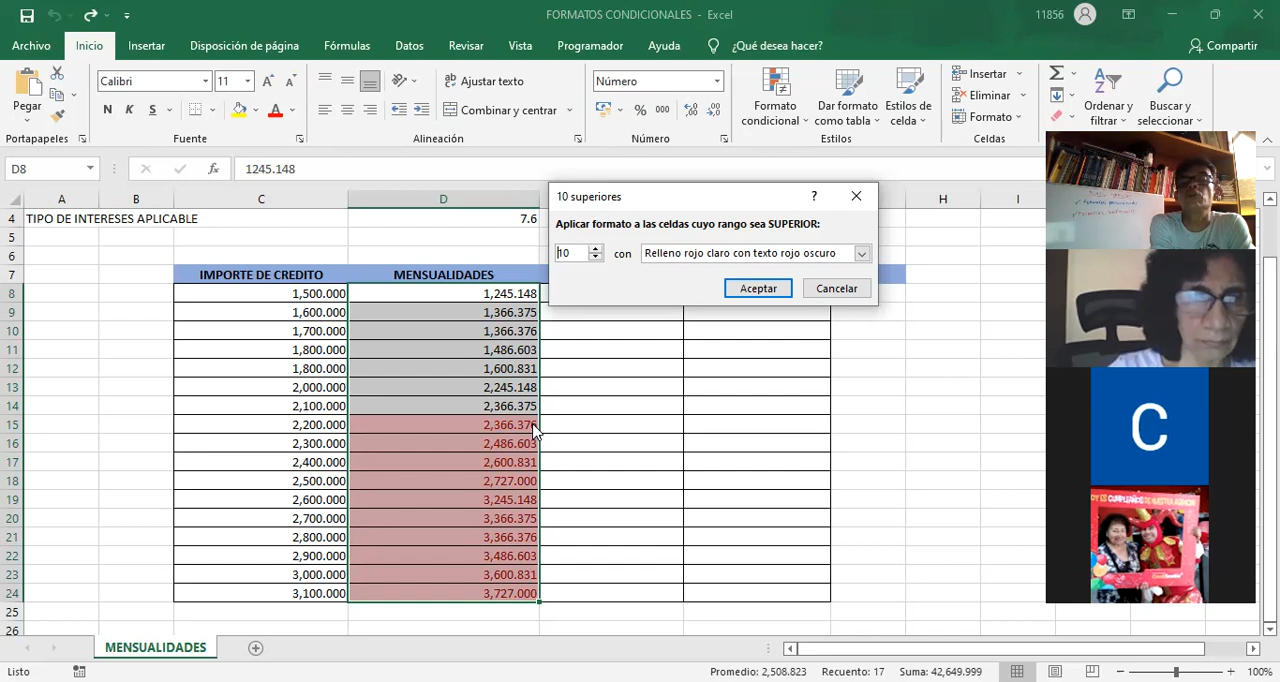 FORMATOS CONDICIONALES - Excel
11856
Archivo Inicio Insertar Disposición de página Fórmulas Datos Revisar Vista Programador Ayuda ¿Qué desea hacer? Compartir
Pegar
Calibri 11
Ajustar texto
Número
Formato condicional
Dar formato como tabla
Estilos de celda
Insertar
Eliminar
Formato
Ordenar y filtrar
Buscar y seleccionar
N K S
Combinar y centrar
% 000
Portapapeles Fuente Alineación Número Estilos Celdas
D8 fx 1245.148
A B C D H I
4 TIPO DE INTERESES APLICABLE 7.6
5
6
7 IMPORTE DE CREDITO MENSUALIDADES
8 1,500.000 1,245.148
9 1,600.000 1,366.375
10 1,700.000 1,366.376
11 1,800.000 1,486.603
12 1,800.000 1,600.831
13 2,000.000 2,245.148
14 2,100.000 2,366.375
15 2,200.000 2,366.376
16 2,300.000 2,486.603
17 2,400.000 2,600.831
18 2,500.000 2,727.000
19 2,600.000 3,245.148
20 2,700.000 3,366.375
21 2,800.000 3,366.376
22 2,900.000 3,486.603
23 3,000.000 3,600.831
24 3,100.000 3,727.000
25
26
10 superiores ?
Aplicar formato a las celdas cuyo rango sea SUPERIOR:
10 con Relleno rojo claro con texto rojo oscuro
Aceptar Cancelar
C
MENSUALIDADES
Listo Promedio: 2,508.823 Recuento: 17 Suma: 42,649.999 100%